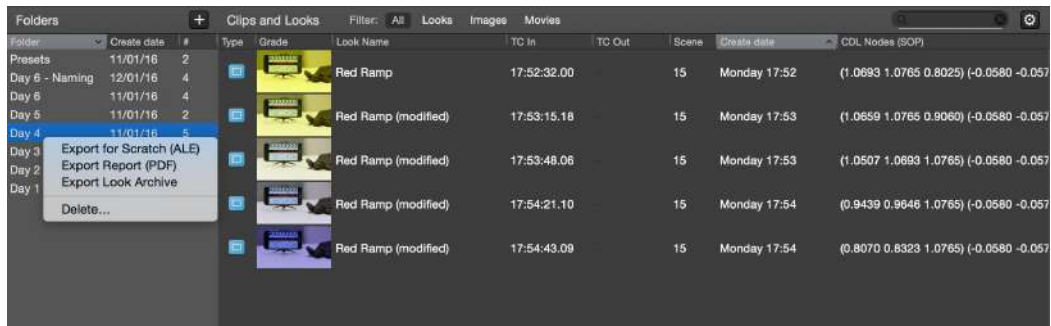 Folders + Clips and Looks Filter: All Looks Images Movies
Folder Create date # Type Grade Look Name TC In TC Out Scene Create date CDL Nodes (SOP)
Presets 11/01/16 2
Day 6 - Naming 12/01/16 4
Day 6 11/01/16 4
Day 5 11/01/16 2
Day 4 11/01/16 5
Day 3
Day 2
Day 1
Export for Scratch (ALE)
Export Report (PDF)
Export Look Archive
Delete...
Red Ramp 17:52:32.00 15 Monday 17:52 (1.0693 1.0765 0.8025) (-0.0580 -0.057
Red Ramp (modified) 17:53:15.18 15 Monday 17:53 (1.0659 1.0765 0.9060) (-0.0580 -0.057
Red Ramp (modified) 17:53:48.06 15 Monday 17:53 (1.0507 1.0693 1.0765) (-0.0580 -0.057
Red Ramp (modified) 17:54:21.10 15 Monday 17:54 (0.9439 0.9646 1.0765) (-0.0580 -0.057
Red Ramp (modified) 17:54:43.09 15 Monday 17:54 (0.8070 0.8323 1.0765) (-0.0580 -0.057